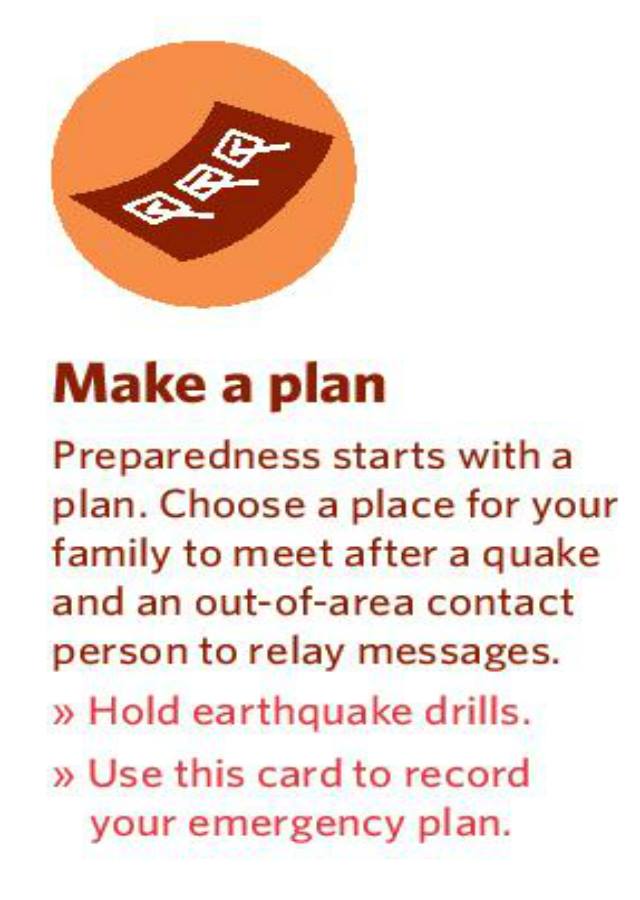 Make a plan
Preparedness starts with a
plan. Choose a place for your
family to meet after a quake
and an out-of-area contact
person to relay messages.
» Hold earthquake drills.
» Use this card to record
your emergency plan.